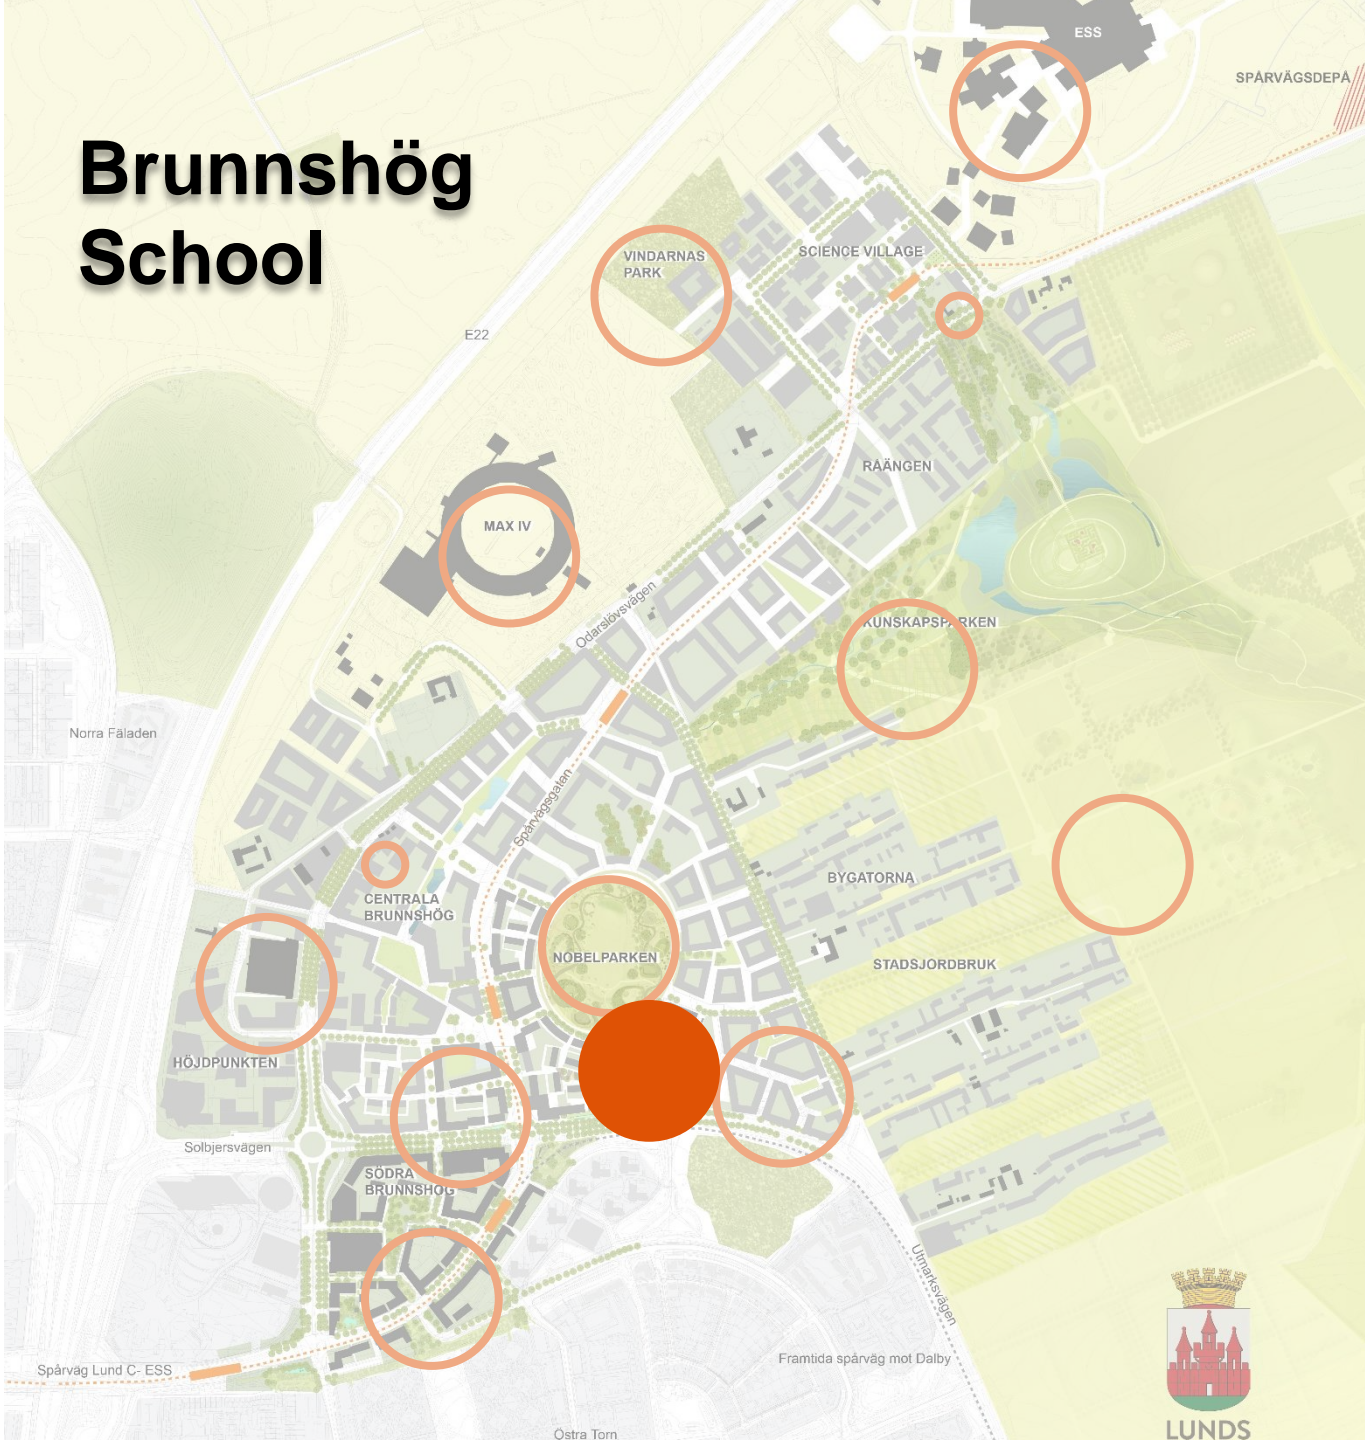 Brunnshög
School
ESS
SPÅRVÄGSDEPÅ
VINDARNAS
PARK
SCIENCE VILLAGE
E22
RÅÄNGEN
MAX IV
Odarslövsvägen
KUNSKAPSPARKEN
Norra Fäladen
Spårvägsgatan
BYGATORNA
CENTRALA
BRUNNSHÖG
NOBELPARKEN
STADSJORDBRUK
HÖJDPUNKTEN
Solbjersvägen
SÖDRA
BRUNNSHÖG
Utmarksvägen
Spårväg Lund C- ESS
Framtida spårväg mot Dalby
Östra Torn
LUNDS